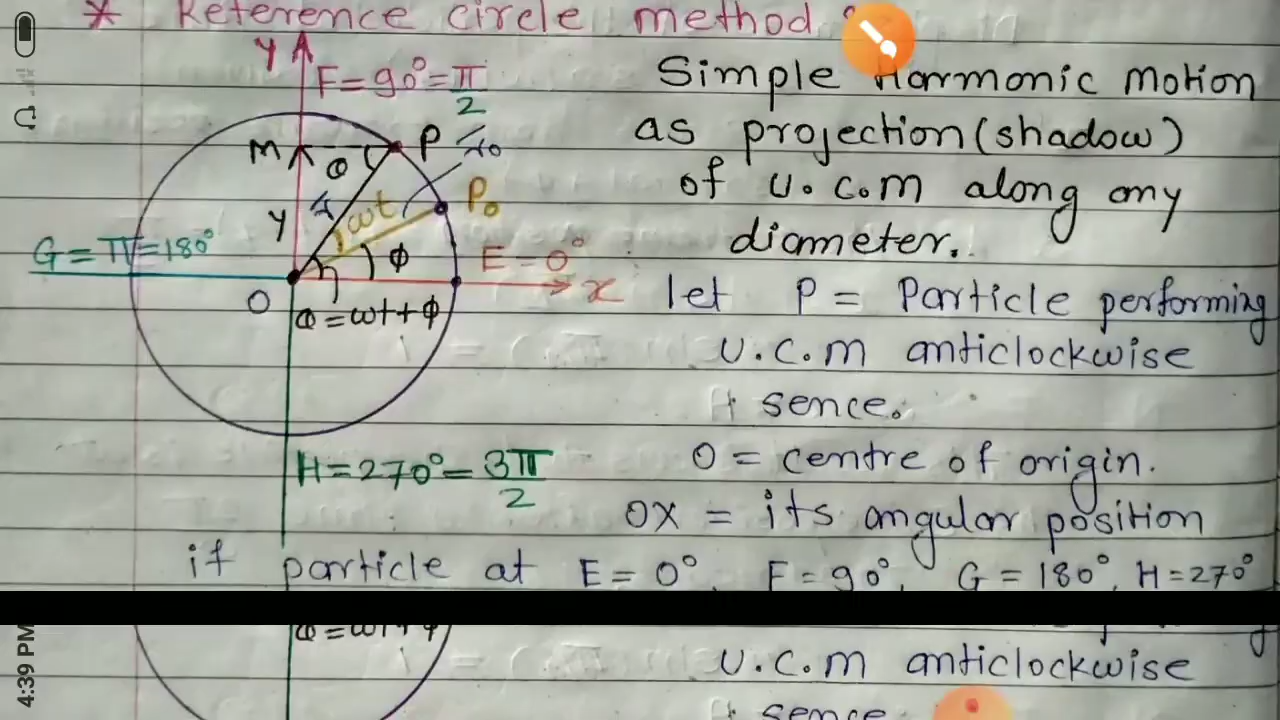 * Reference circle method
Y
F = 90° = π/2
Simple Harmonic Motion
as projection (shadow)
of U.C.M along any
diameter.
M
θ
P
r
Y
ωt
P₀
ϕ
G = π = 180°
E = 0°
x
O
θ = ωt + ϕ
let P = Particle performing
U.C.M anticlockwise
sence.
O = centre of origin.
OX = its angular position
H = 270° = 3π/2
if particle at E = 0°, F = 90°, G = 180°, H = 270°
U.C.M anticlockwise
sence.
4:39 PM